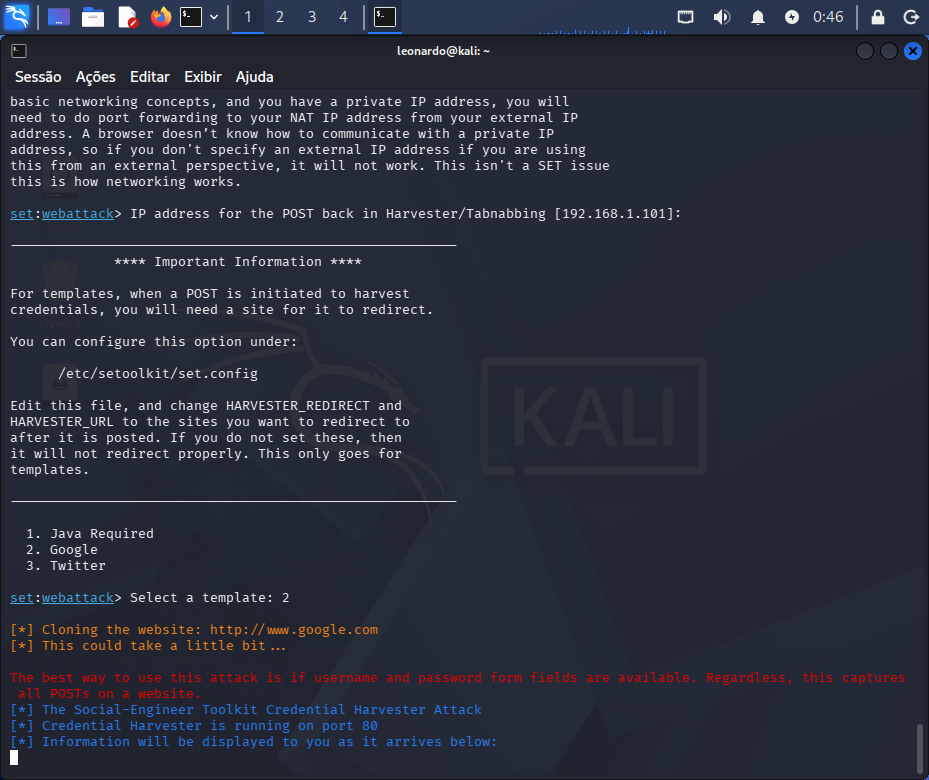 1 2 3 4 0:46
leonardo@kali: ~
Sessão Ações Editar Exibir Ajuda
basic networking concepts, and you have a private IP address, you will
need to do port forwarding to your NAT IP address from your external IP
address. A browser doesn’t know how to communicate with a private IP
address, so if you don't specify an external IP address if you are using
this from an external perspective, it will not work. This isn't a SET issue
this is how networking works.
set:webattack> IP address for the POST back in Harvester/Tabnabbing [192.168.1.101]:
**** Important Information ****
For templates, when a POST is initiated to harvest
credentials, you will need a site for it to redirect.
You can configure this option under:
/etc/setoolkit/set.config
Edit this file, and change HARVESTER_REDIRECT and
HARVESTER_URL to the sites you want to redirect to
after it is posted. If you do not set these, then
it will not redirect properly. This only goes for
templates.
KALI
1. Java Required
2. Google
3. Twitter
set:webattack> Select a template: 2
[*] Cloning the website: http://www.google.com
[*] This could take a little bit...
The best way to use this attack is if username and password form fields are available. Regardless, this captures
all POSTs on a website.
[*] The Social-Engineer Toolkit Credential Harvester Attack
[*] Credential Harvester is running on port 80
[*] Information will be displayed to you as it arrives below: